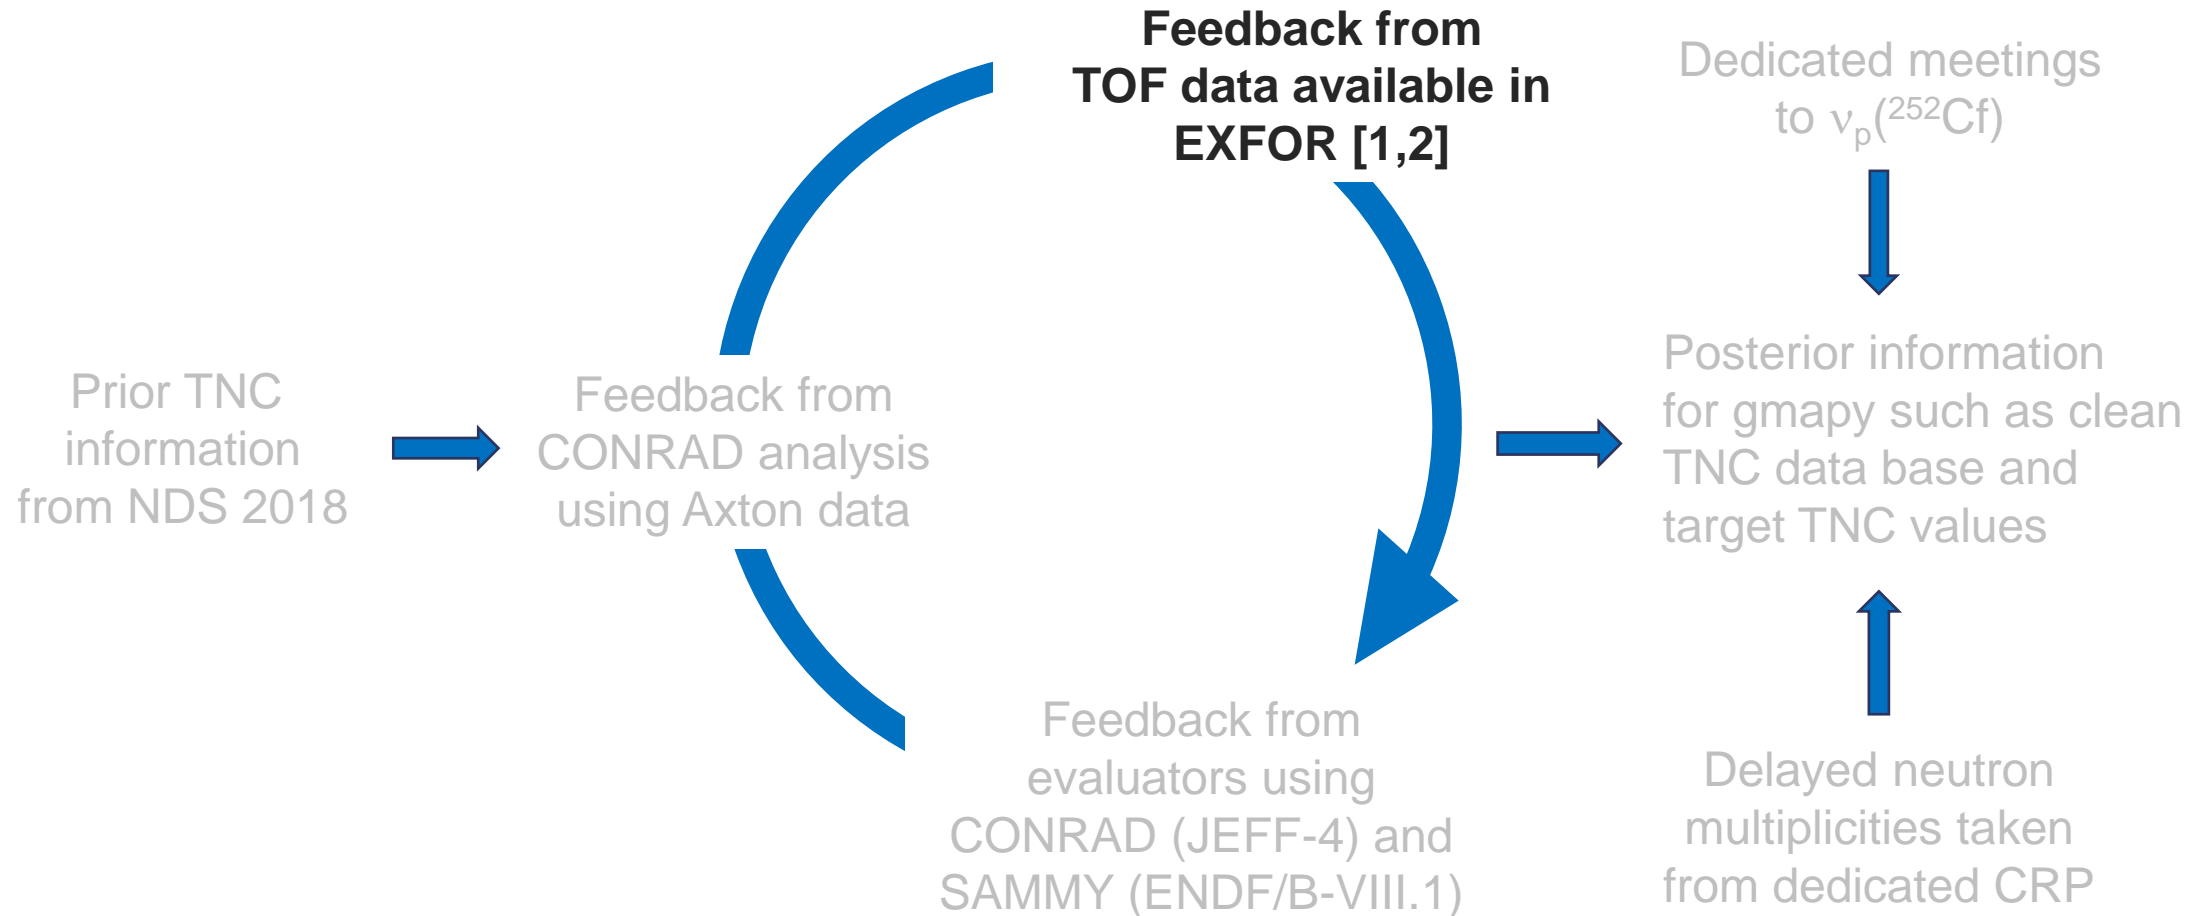 Feedback from
TOF data available in
EXFOR [1,2]
Dedicated meetings
to νp(252Cf)
Prior TNC
information
from NDS 2018
Feedback from
CONRAD analysis
using Axton data
Posterior information
for gmapy such as clean
TNC data base and
target TNC values
Feedback from
evaluators using
CONRAD (JEFF-4) and
SAMMY (ENDF/B-VIII.1)
Delayed neutron
multiplicities taken
from dedicated CRP